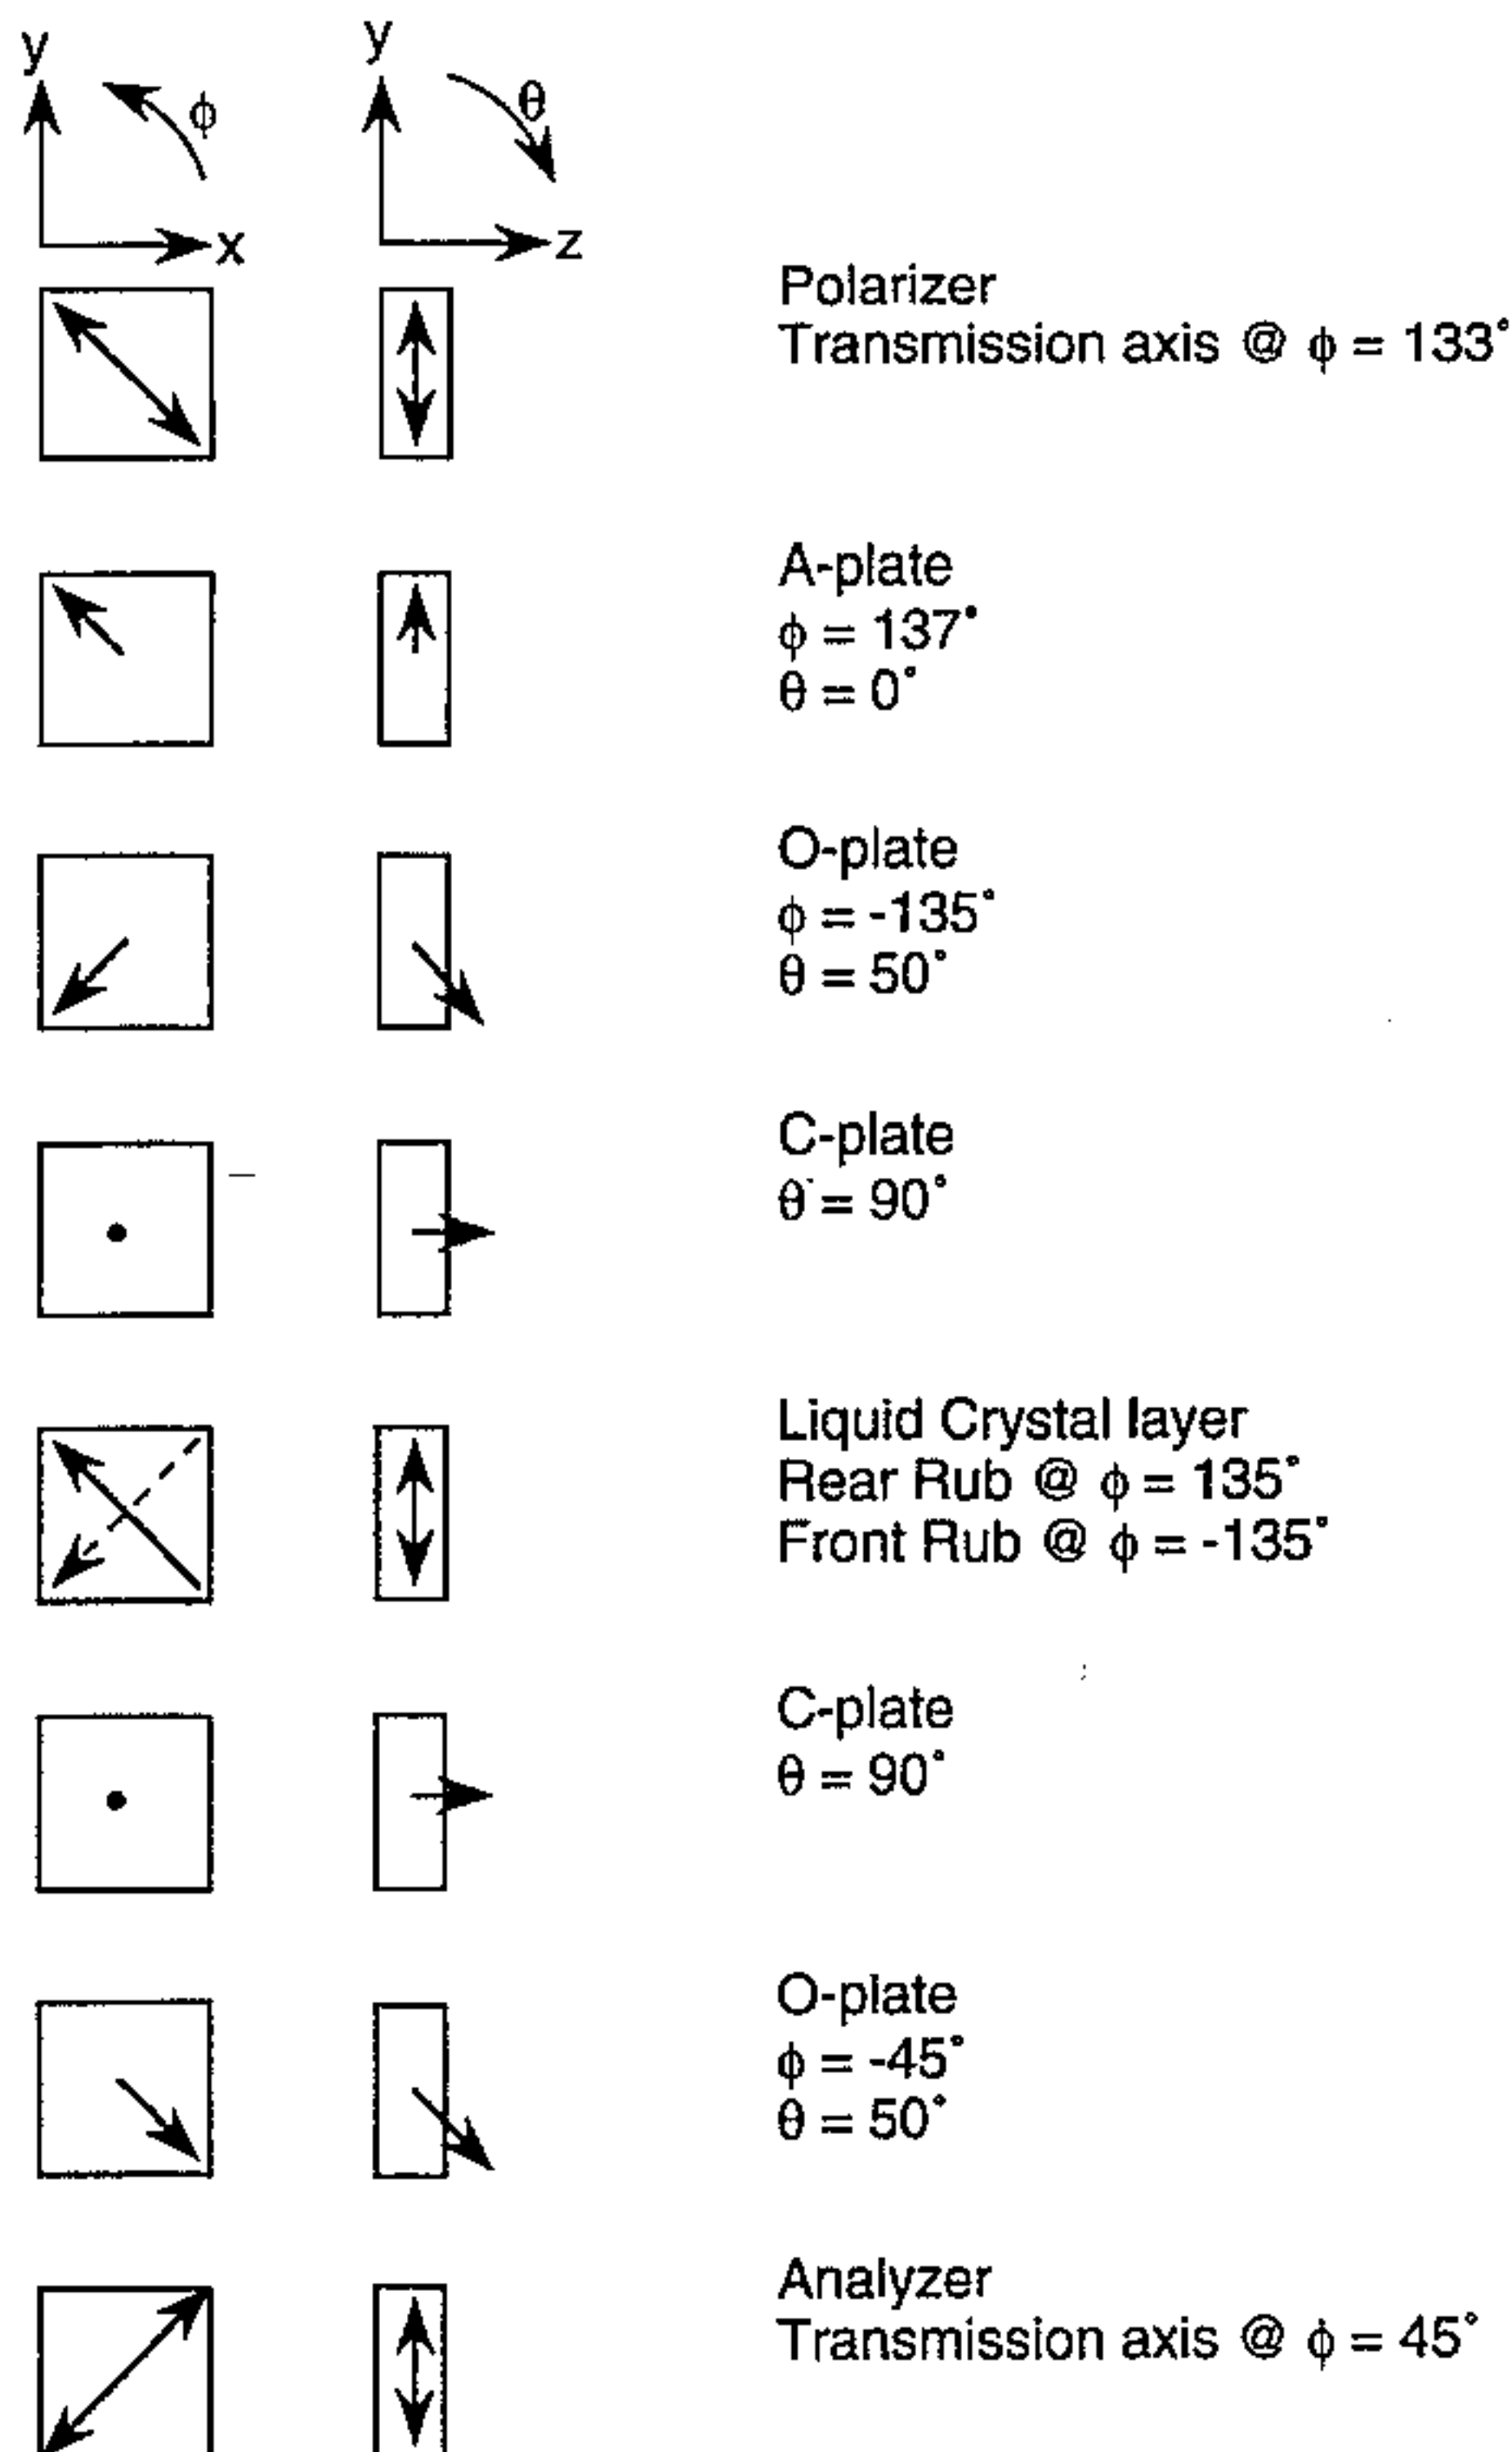 y
ϕ
x
y
θ
z
Polarizer
Transmission axis @ ϕ = 133°
A-plate
ϕ = 137°
θ = 0°
O-plate
ϕ = -135°
θ = 50°
C-plate
θ = 90°
Liquid Crystal layer
Rear Rub @ ϕ = 135°
Front Rub @ ϕ = -135°
C-plate
θ = 90°
O-plate
ϕ = -45°
θ = 50°
Analyzer
Transmission axis @ ϕ = 45°